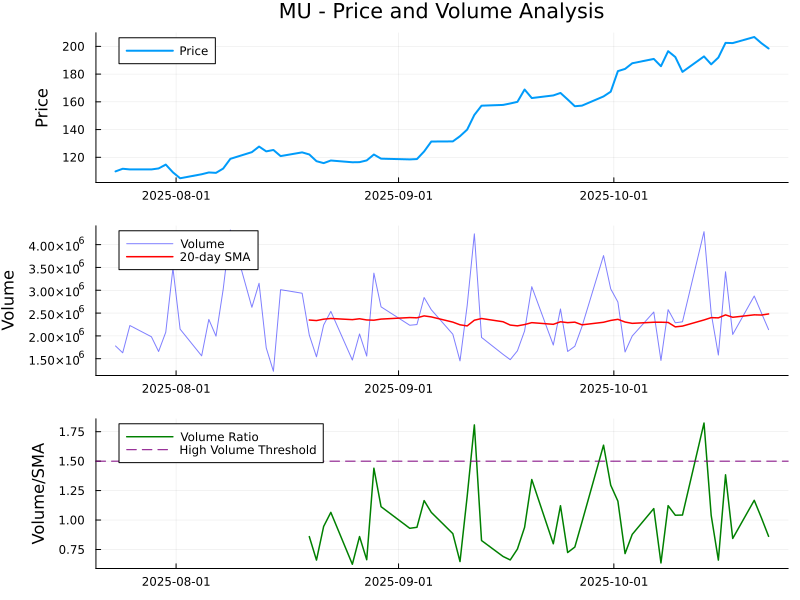 MU - Price and Volume Analysis
Price
200
180
160
140
120
Price
2025-08-01
2025-09-01
2025-10-01
Volume
20-day SMA
4.00×10⁶
3.50×10⁶
3.00×10⁶
2.50×10⁶
2.00×10⁶
1.50×10⁶
Volume
2025-08-01
2025-09-01
2025-10-01
Volume Ratio
High Volume Threshold
1.75
1.50
1.25
1.00
0.75
Volume/SMA
2025-08-01
2025-09-01
2025-10-01